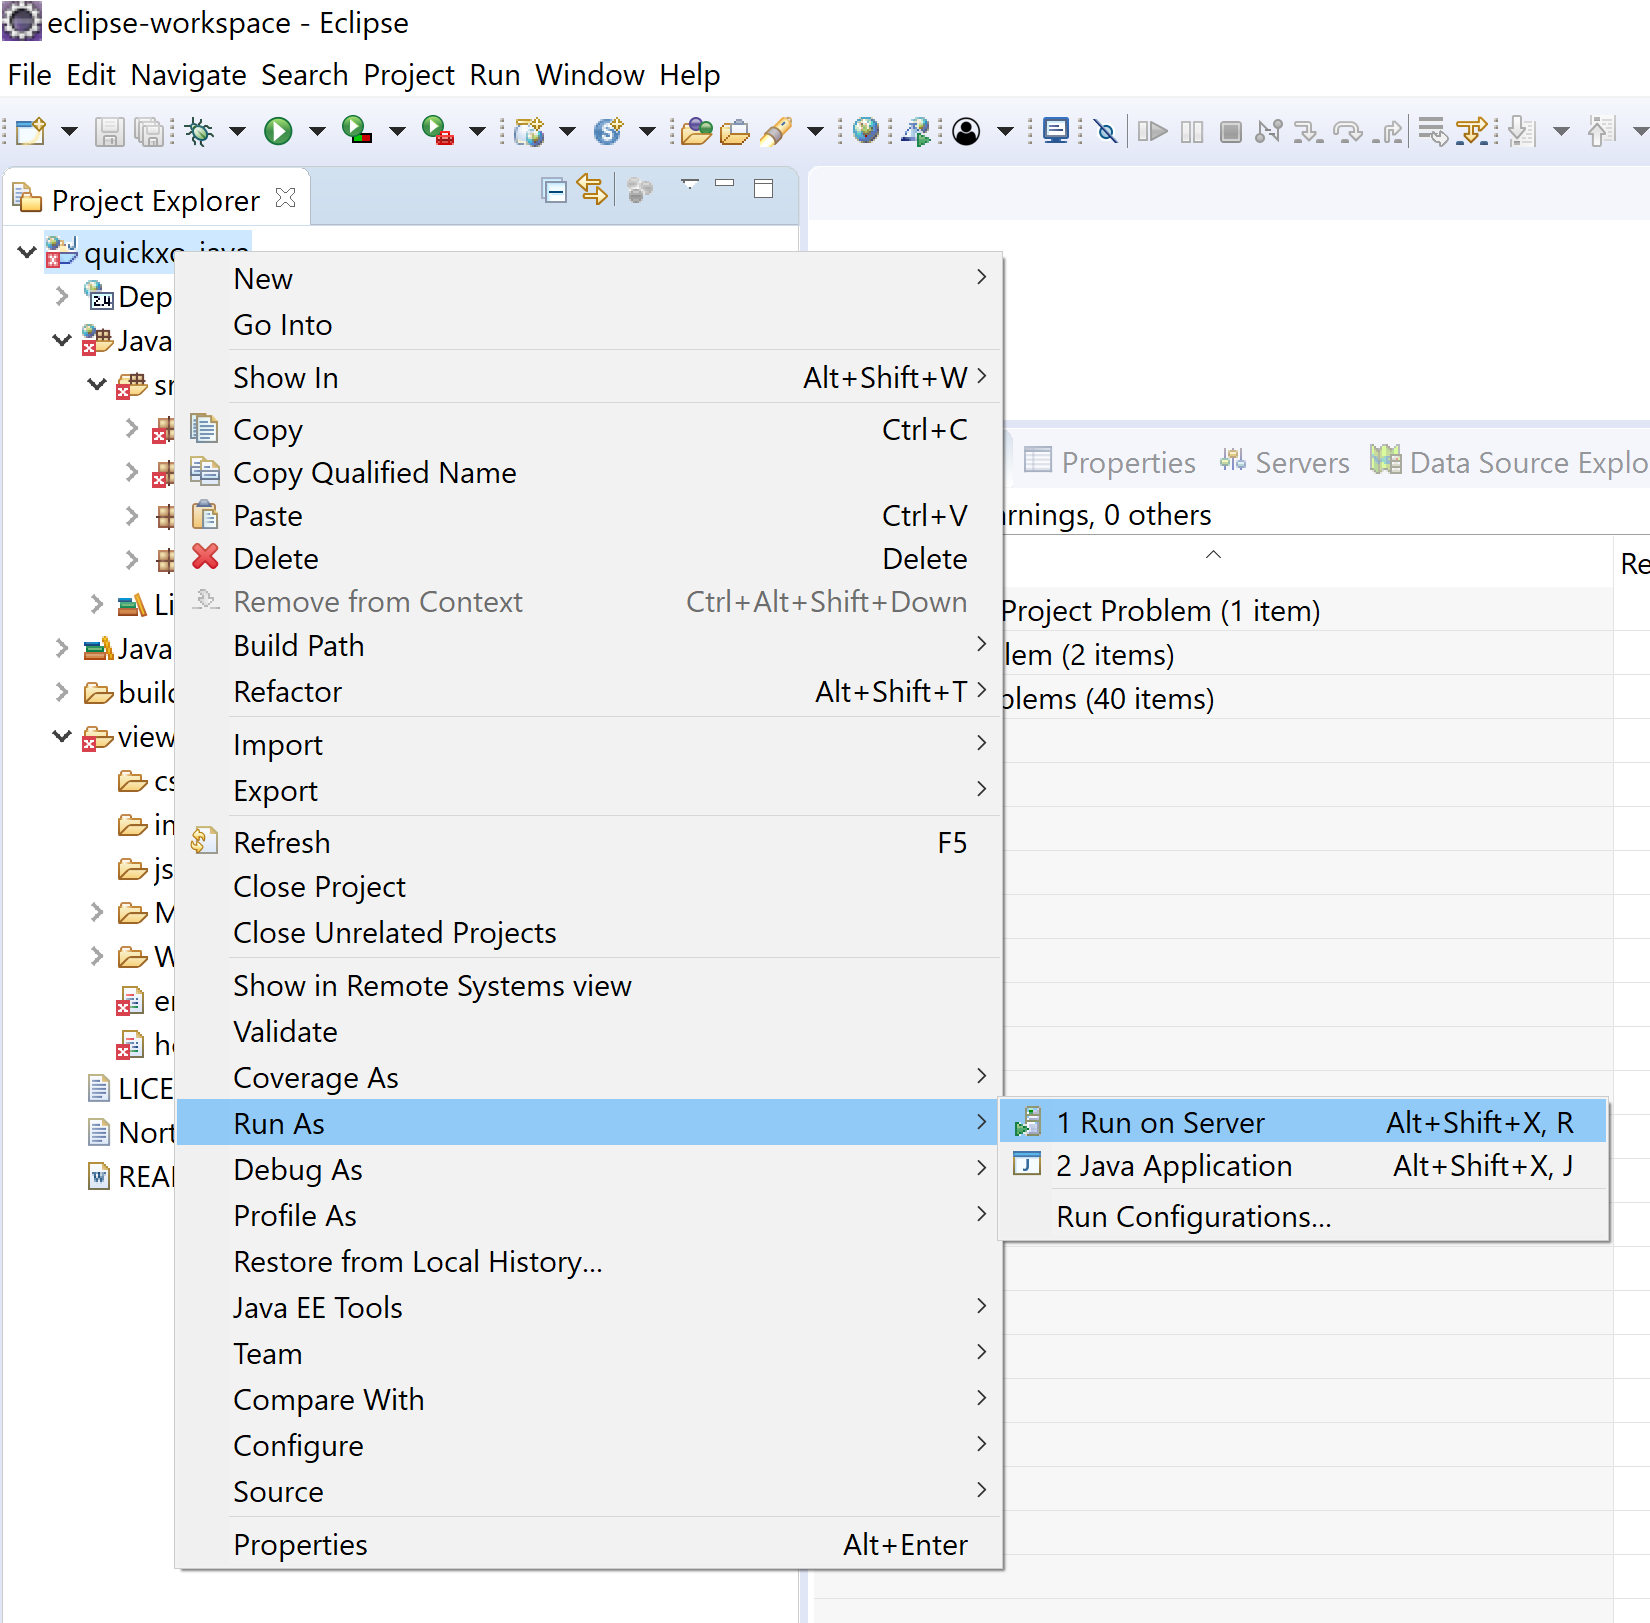 eclipse-workspace - Eclipse
File Edit Navigate Search Project Run Window Help
Project Explorer
New
Go Into
Show In Alt+Shift+W
Copy Ctrl+C
Copy Qualified Name
Paste Ctrl+V
Delete Delete
Remove from Context Ctrl+Alt+Shift+Down
Build Path
Refactor Alt+Shift+T
Import
Export
Refresh F5
Close Project
Close Unrelated Projects
Show in Remote Systems view
Validate
Coverage As
Run As
Debug As
Profile As
Restore from Local History...
Java EE Tools
Team
Compare With
Configure
Source
Properties Alt+Enter
1 Run on Server Alt+Shift+X, R
2 Java Application Alt+Shift+X, J
Run Configurations...
2.4 Dep
Java
sr
Li
Java
build
view
cs
in
js
M
W
er
LICE
Nort
REAI
Properties Servers Data Source Explo
rnings, 0 others
Re
Project Problem (1 item)
lem (2 items)
blems (40 items)